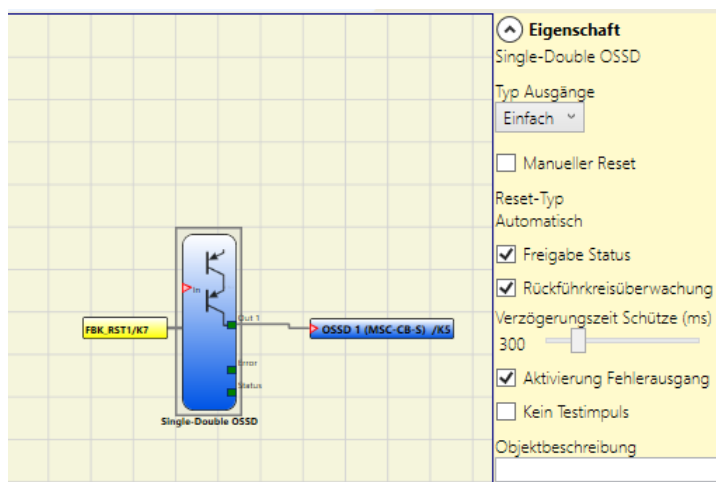 Eigenschaft
Single-Double OSSD
Typ Ausgänge
Einfach
Manueller Reset
Reset-Typ
Automatisch
Freigabe Status
Rückführkreisüberwachung
Verzögerungszeit Schütze (ms)
300
Aktivierung Fehlerausgang
Kein Testimpuls
Objektbeschreibung
In
Out 1
FBK_RST1/K7
OSSD 1 (MSC-CB-S) /K5
Error
Status
Single-Double OSSD